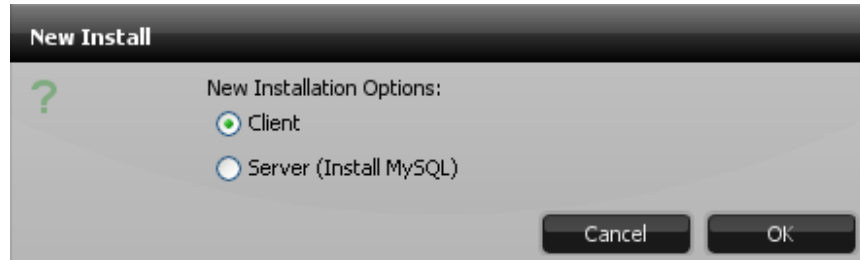 New Install
?
New Installation Options:
Client
Server (Install MySQL)
Cancel OK